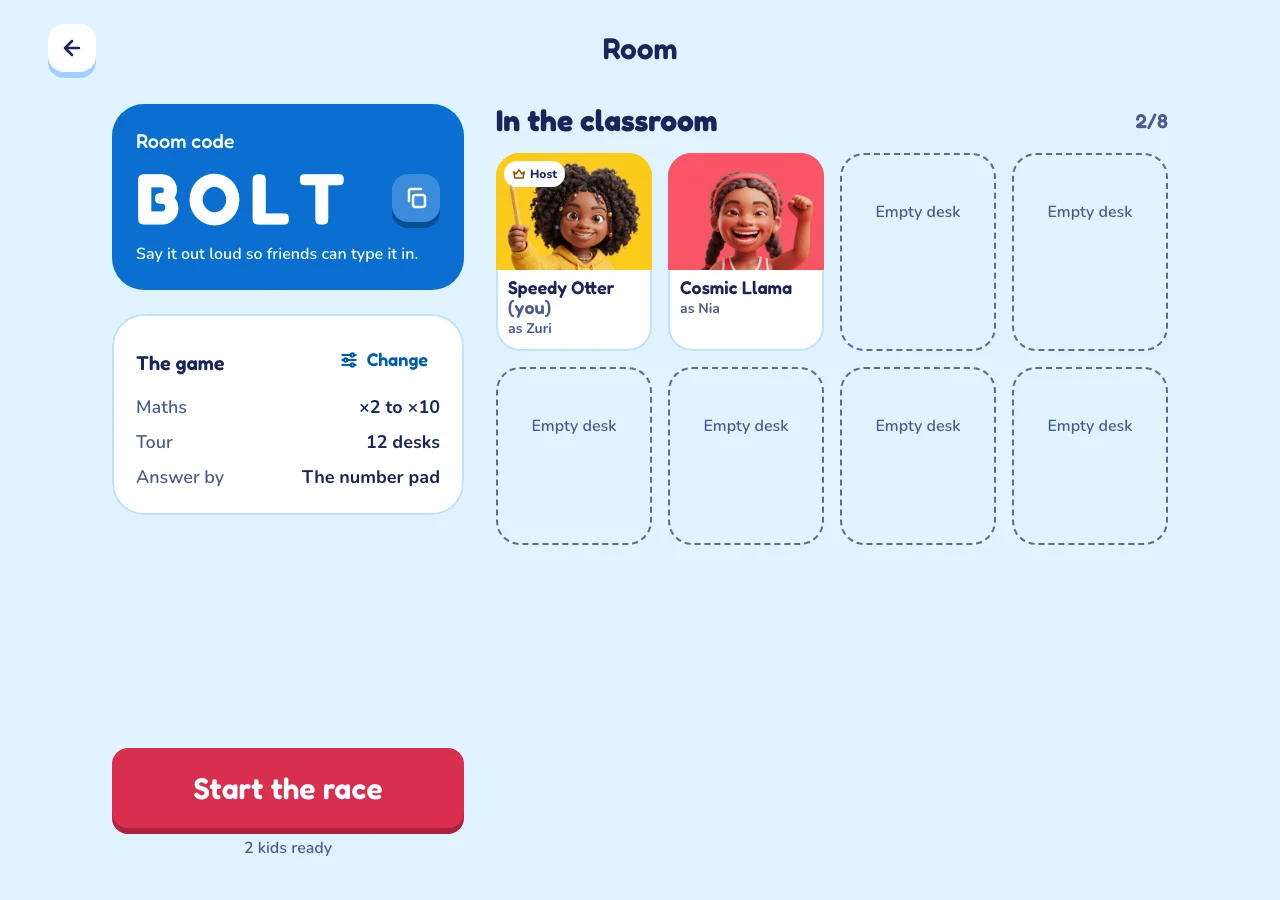 Room
Room code
BOLT
Say it out loud so friends can type it in.
The game
Change
Maths
×2 to ×10
Tour
12 desks
Answer by
The number pad
Start the race
2 kids ready
In the classroom
2/8
Host
Speedy Otter
(you)
as Zuri
Cosmic Llama
as Nia
Empty desk
Empty desk
Empty desk
Empty desk
Empty desk
Empty desk